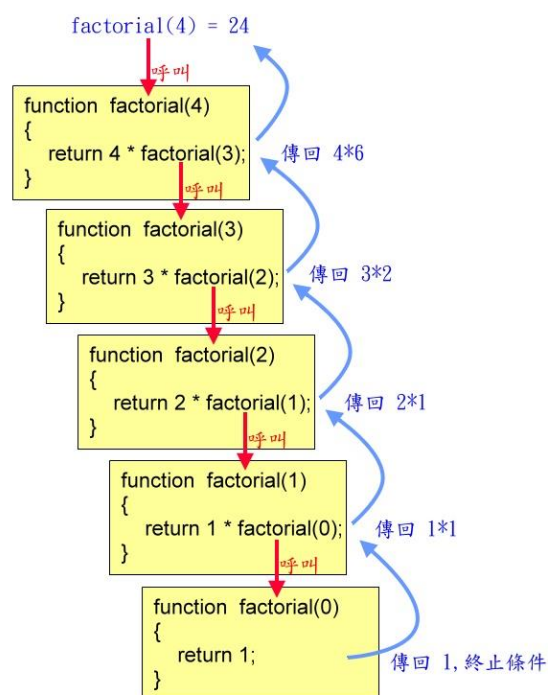 factorial(4) = 24
呼叫
function factorial(4)
{
return 4 * factorial(3);
}
傳回 4*6
呼叫
function factorial(3)
{
return 3 * factorial(2);
}
傳回 3*2
呼叫
function factorial(2)
{
return 2 * factorial(1);
}
傳回 2*1
呼叫
function factorial(1)
{
return 1 * factorial(0);
}
傳回 1*1
呼叫
function factorial(0)
{
return 1;
}
傳回 1,終止條件